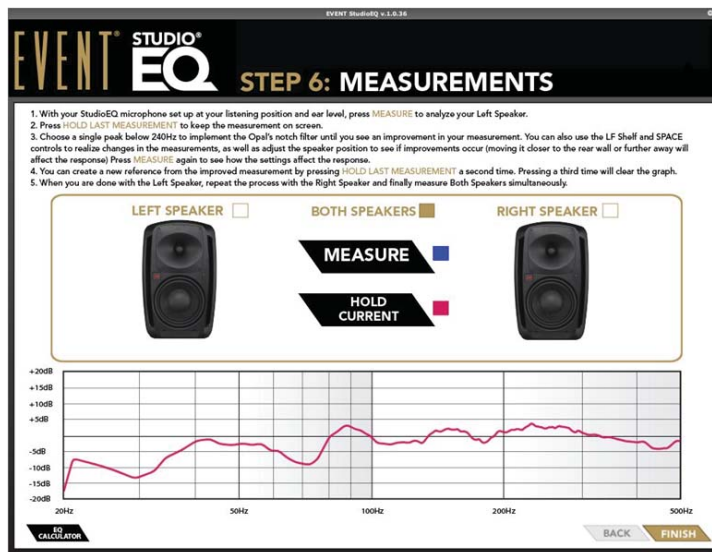 EVENT StudioEQ v.1.0.36
EVENT® STUDIO® EQ STEP 6: MEASUREMENTS
1. With your StudioEQ microphone set up at your listening position and ear level, press MEASURE to analyze your Left Speaker.
2. Press HOLD LAST MEASUREMENT to keep the measurement on screen.
3. Choose a single peak below 240Hz to implement the Opal's notch filter until you see an improvement in your measurement. You can also use the LF Shelf and SPACE
controls to realize changes in the measurements, as well as adjust the speaker position to see if improvements occur (moving it closer to the rear wall or further away will
affect the response) Press MEASURE again to see how the settings affect the response.
4. You can create a new reference from the improved measurement by pressing HOLD LAST MEASUREMENT a second time. Pressing a third time will clear the graph.
5. When you are done with the Left Speaker, repeat the process with the Right Speaker and finally measure Both Speakers simultaneously.
LEFT SPEAKER BOTH SPEAKERS RIGHT SPEAKER
MEASURE
HOLD
CURRENT
+20dB
+15dB
+10dB
+5dB
-5dB
-10dB
-15dB
-20dB
20Hz 50Hz 100Hz 200Hz 500Hz
EQ
CALCULATOR
BACK FINISH